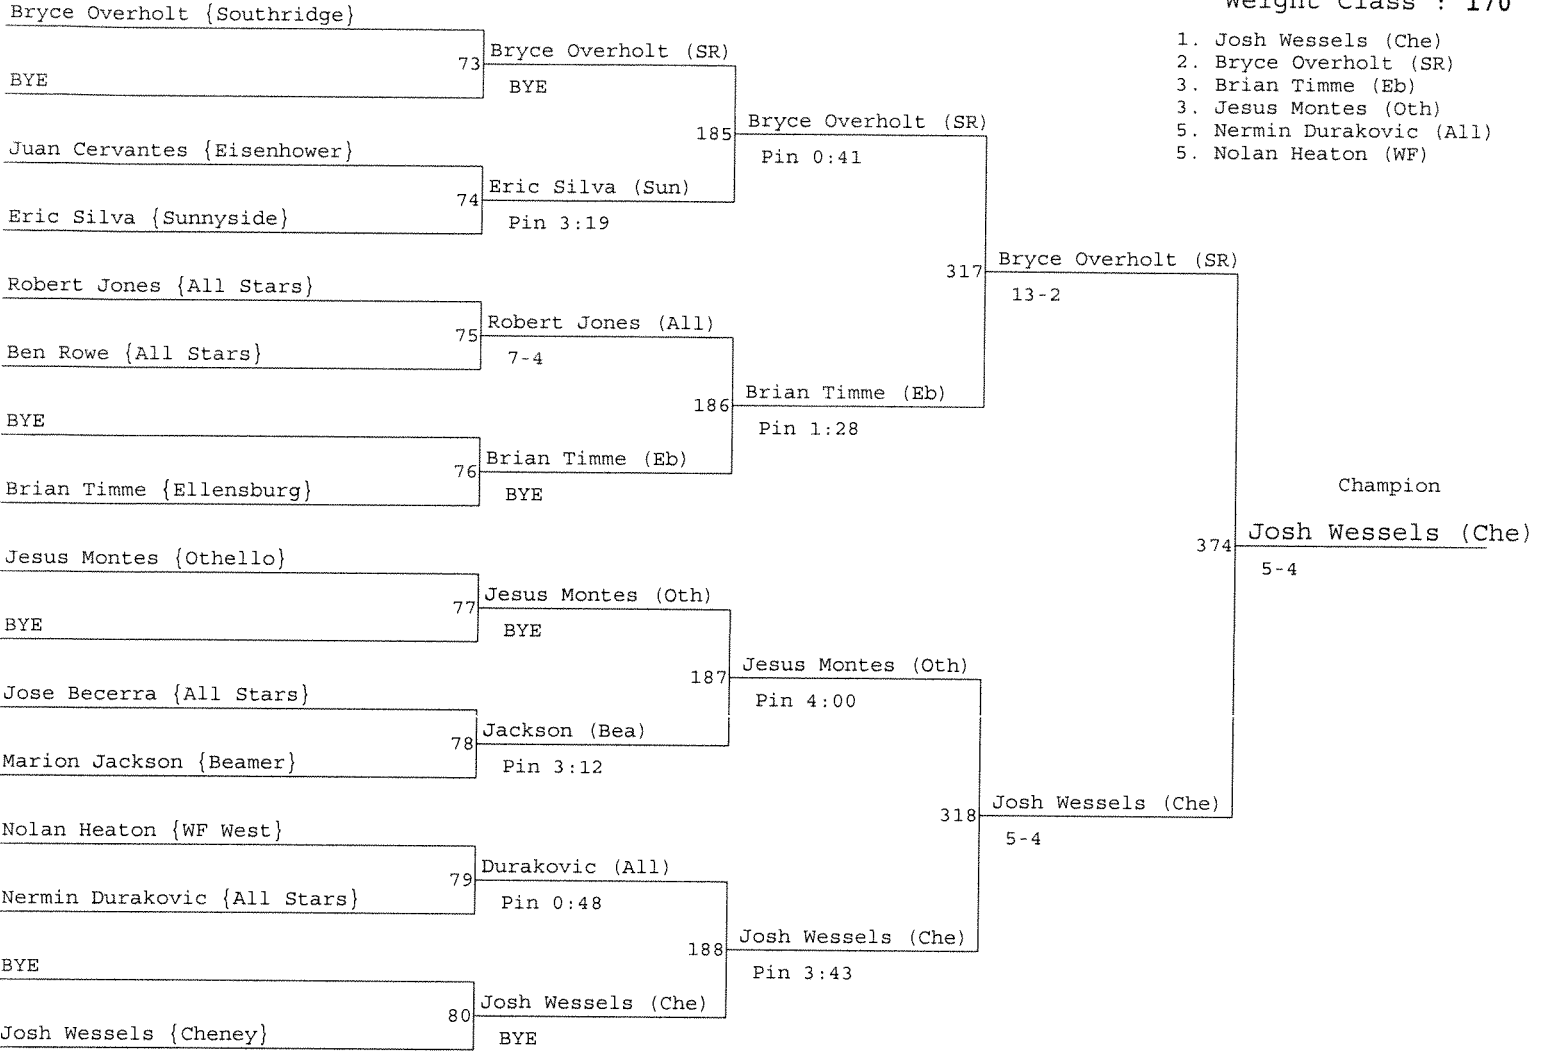 Weight Class : 170
1. Josh Wessels (Che)
2. Bryce Overholt (SR)
3. Brian Timme (Eb)
3. Jesus Montes (Oth)
5. Nermin Durakovic (All)
5. Nolan Heaton (WF)
Bryce Overholt {Southridge}
BYE
Juan Cervantes {Eisenhower}
Eric Silva {Sunnyside}
Robert Jones {All Stars}
Ben Rowe {All Stars}
BYE
Brian Timme {Ellensburg}
Jesus Montes {Othello}
BYE
Jose Becerra {All Stars}
Marion Jackson {Beamer}
Nolan Heaton {WF West}
Nermin Durakovic {All Stars}
BYE
Josh Wessels {Cheney}
73
Bryce Overholt (SR)
BYE
74
Eric Silva (Sun)
Pin 3:19
75
Robert Jones (All)
7-4
76
Brian Timme (Eb)
BYE
77
Jesus Montes (Oth)
BYE
78
Jackson (Bea)
Pin 3:12
79
Durakovic (All)
Pin 0:48
80
Josh Wessels (Che)
BYE
185
Bryce Overholt (SR)
Pin 0:41
186
Brian Timme (Eb)
Pin 1:28
187
Jesus Montes (Oth)
Pin 4:00
188
Josh Wessels (Che)
Pin 3:43
317
Bryce Overholt (SR)
13-2
318
Josh Wessels (Che)
5-4
Champion
374
Josh Wessels (Che)
5-4